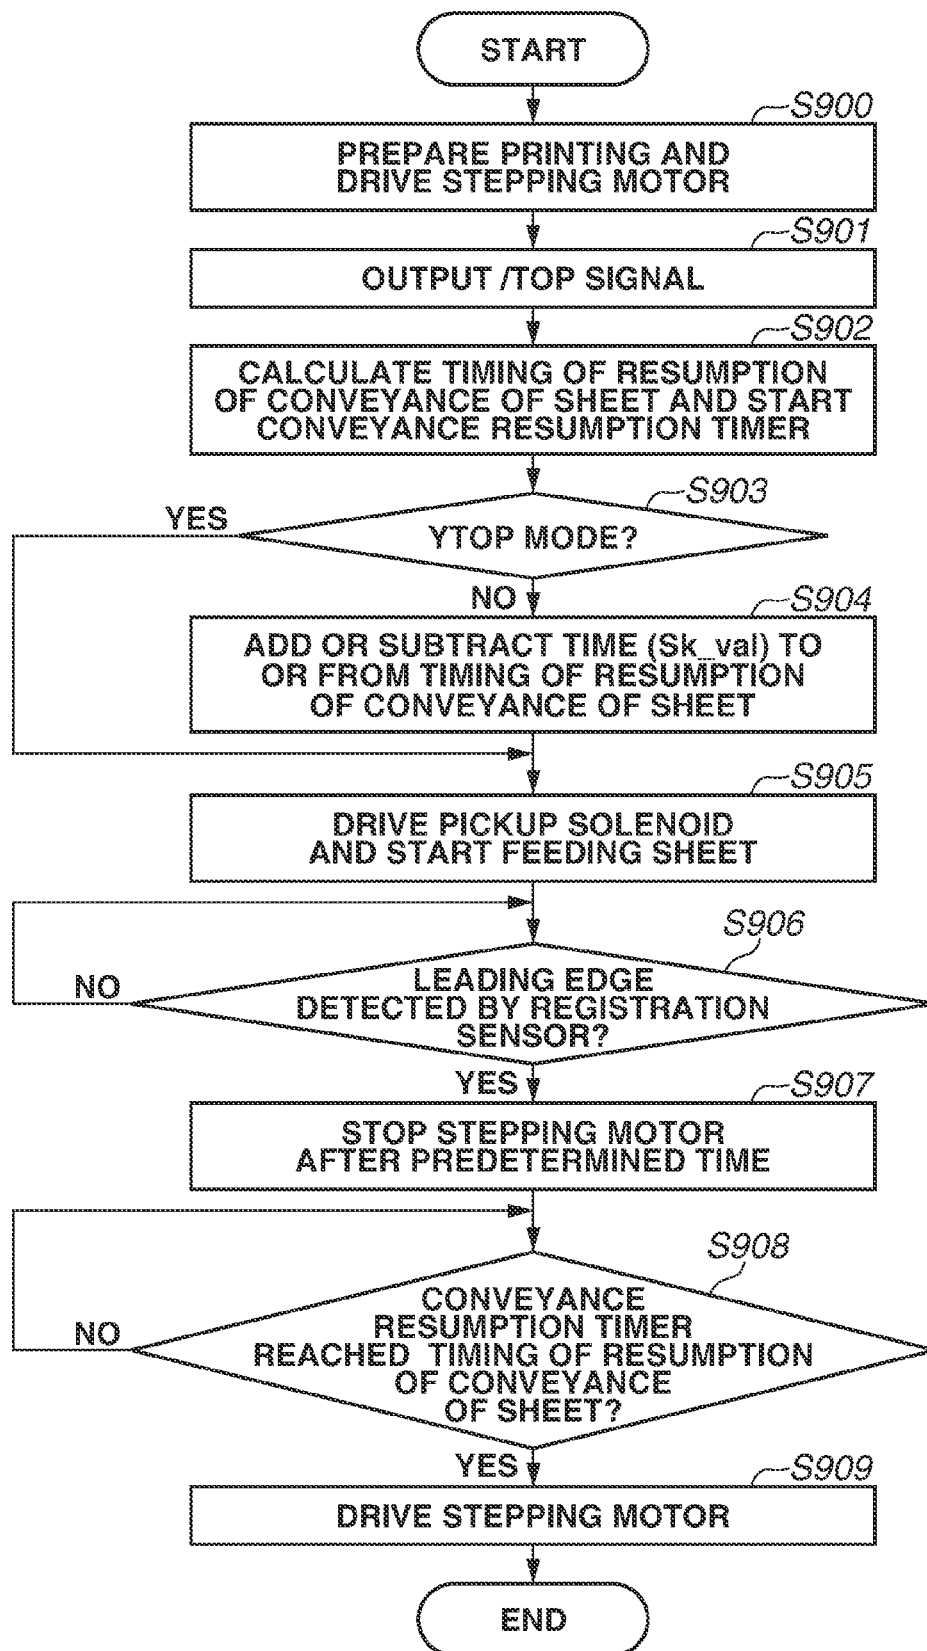 START
S900
PREPARE PRINTING AND
DRIVE STEPPING MOTOR
S901
OUTPUT /TOP SIGNAL
S902
CALCULATE TIMING OF RESUMPTION
OF CONVEYANCE OF SHEET AND START
CONVEYANCE RESUMPTION TIMER
S903
YES
YTOP MODE?
NO
S904
ADD OR SUBTRACT TIME (Sk_val) TO
OR FROM TIMING OF RESUMPTION
OF CONVEYANCE OF SHEET
S905
DRIVE PICKUP SOLENOID
AND START FEEDING SHEET
S906
NO
LEADING EDGE
DETECTED BY REGISTRATION
SENSOR?
YES
S907
STOP STEPPING MOTOR
AFTER PREDETERMINED TIME
S908
NO
CONVEYANCE
RESUMPTION TIMER
REACHED TIMING OF RESUMPTION
OF CONVEYANCE
OF SHEET?
YES
S909
DRIVE STEPPING MOTOR
END